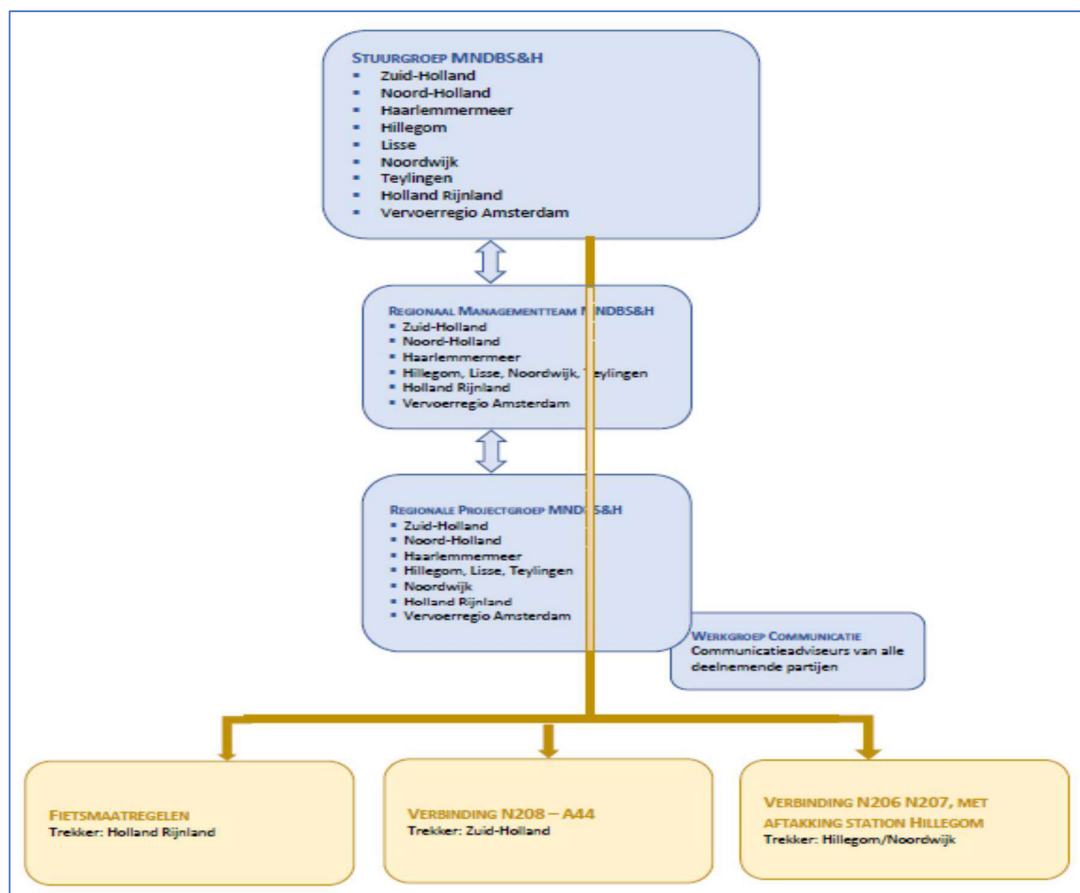 STUURGROEP MNDBS&H
▪ Zuid-Holland
▪ Noord-Holland
▪ Haarlemmermeer
▪ Hillegom
▪ Lisse
▪ Noordwijk
▪ Teylingen
▪ Holland Rijnland
▪ Vervoerregio Amsterdam
REGIONAAL MANAGEMENTTEAM MNDBS&H
▪ Zuid-Holland
▪ Noord-Holland
▪ Haarlemmermeer
▪ Hillegom, Lisse, Noordwijk, Teylingen
▪ Holland Rijnland
▪ Vervoerregio Amsterdam
REGIONALE PROJECTGROEP MNDBS&H
▪ Zuid-Holland
▪ Noord-Holland
▪ Haarlemmermeer
▪ Hillegom, Lisse, Teylingen
▪ Noordwijk
▪ Holland Rijnland
▪ Vervoerregio Amsterdam
WERKGROEP COMMUNICATIE
Communicatieadviseurs van alle
deelnemende partijen
FIETSMAATREGELEN
Trekker: Holland Rijnland
VERBINDING N208 – A44
Trekker: Zuid-Holland
VERBINDING N206 N207, MET
AFTAKKING STATION HILLEGOM
Trekker: Hillegom/Noordwijk